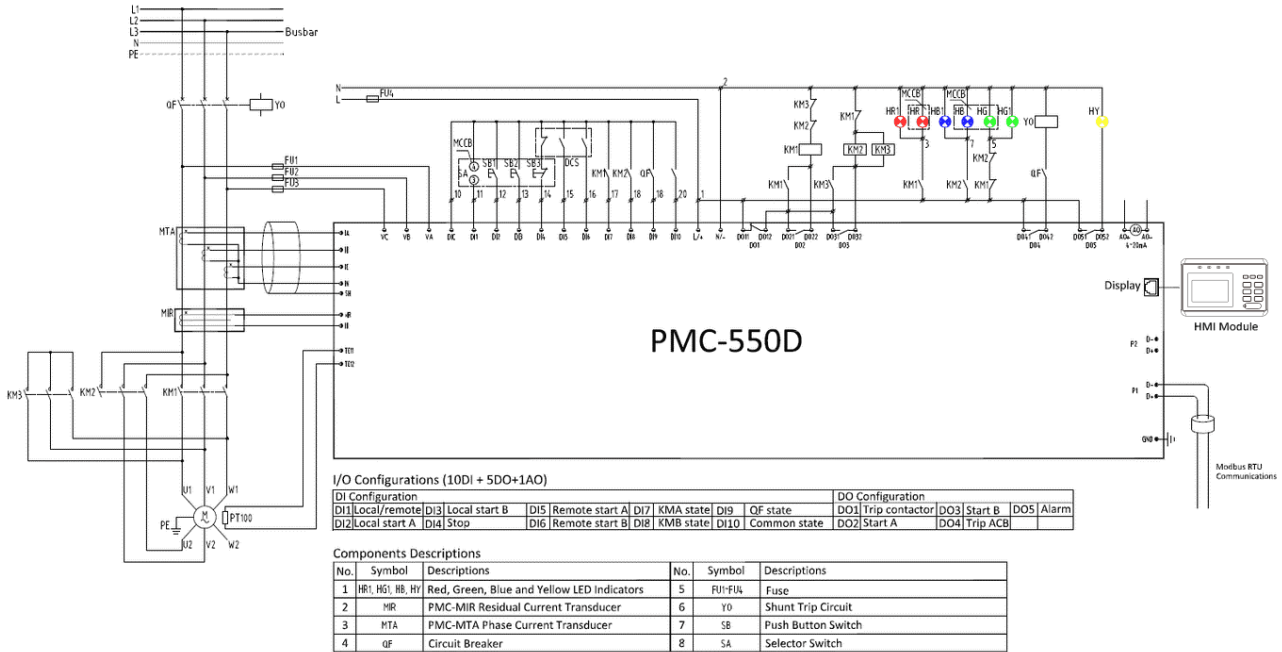 L1
L2
L3
Busbar
N
PE
QF
YO
FU1
FU2
FU3
MTA
MIR
KM3
KM2
KM1
U1
V1
W1
PE
M
PT100
U2
V2
W2
N
L
FU4
2
MCCB
SA
SB1
SB2
SB3
DCS
KM1
KM2
QF
10
11
12
13
14
15
16
17
18
18
20
1
KM3
KM2
KM1
KM1
KM1
KM2
KM3
KM3
MCCB
MCCB
HR1
HR
HB1
HB
HG
HG1
YO
HY
3
7
5
KM2
KM1
KM2
KM1
QF
IN
SH
TC11
TC12
VC
VB
VA
DIC
DI1
DI2
DI3
DI4
DI5
DI6
DI7
DI8
DI9
DI10
L/+
N/-
DO11
DO12
DO1
DO21
DO22
DO2
DO31
DO32
DO3
DO41
DO42
DO4
DO51
DO52
DO5
AO+
AO
AO-
4~20mA
Display
HMI Module
PMC-550D
P2
D-
D+
P1
D-
D+
GND
Modbus RTU
Communications
I/O Configurations (10DI + 5DO+1AO)
DI Configuration DO Configuration
DI1 Local/remote DI3 Local start B DI5 Remote start A DI7 KMA state DI9 QF state DO1 Trip contactor DO3 Start B DO5 Alarm
DI2 Local start A DI4 Stop DI6 Remote start B DI8 KMB state DI10 Common state DO2 Start A DO4 Trip ACB
Components Descriptions
No. Symbol Descriptions No. Symbol Descriptions
1 HR1, HG1, HB, HY Red, Green, Blue and Yellow LED Indicators 5 FU1-FU4 Fuse
2 MIR PMC-MIR Residual Current Transducer 6 YO Shunt Trip Circuit
3 MTA PMC-MTA Phase Current Transducer 7 SB Push Button Switch
4 QF Circuit Breaker 8 SA Selector Switch